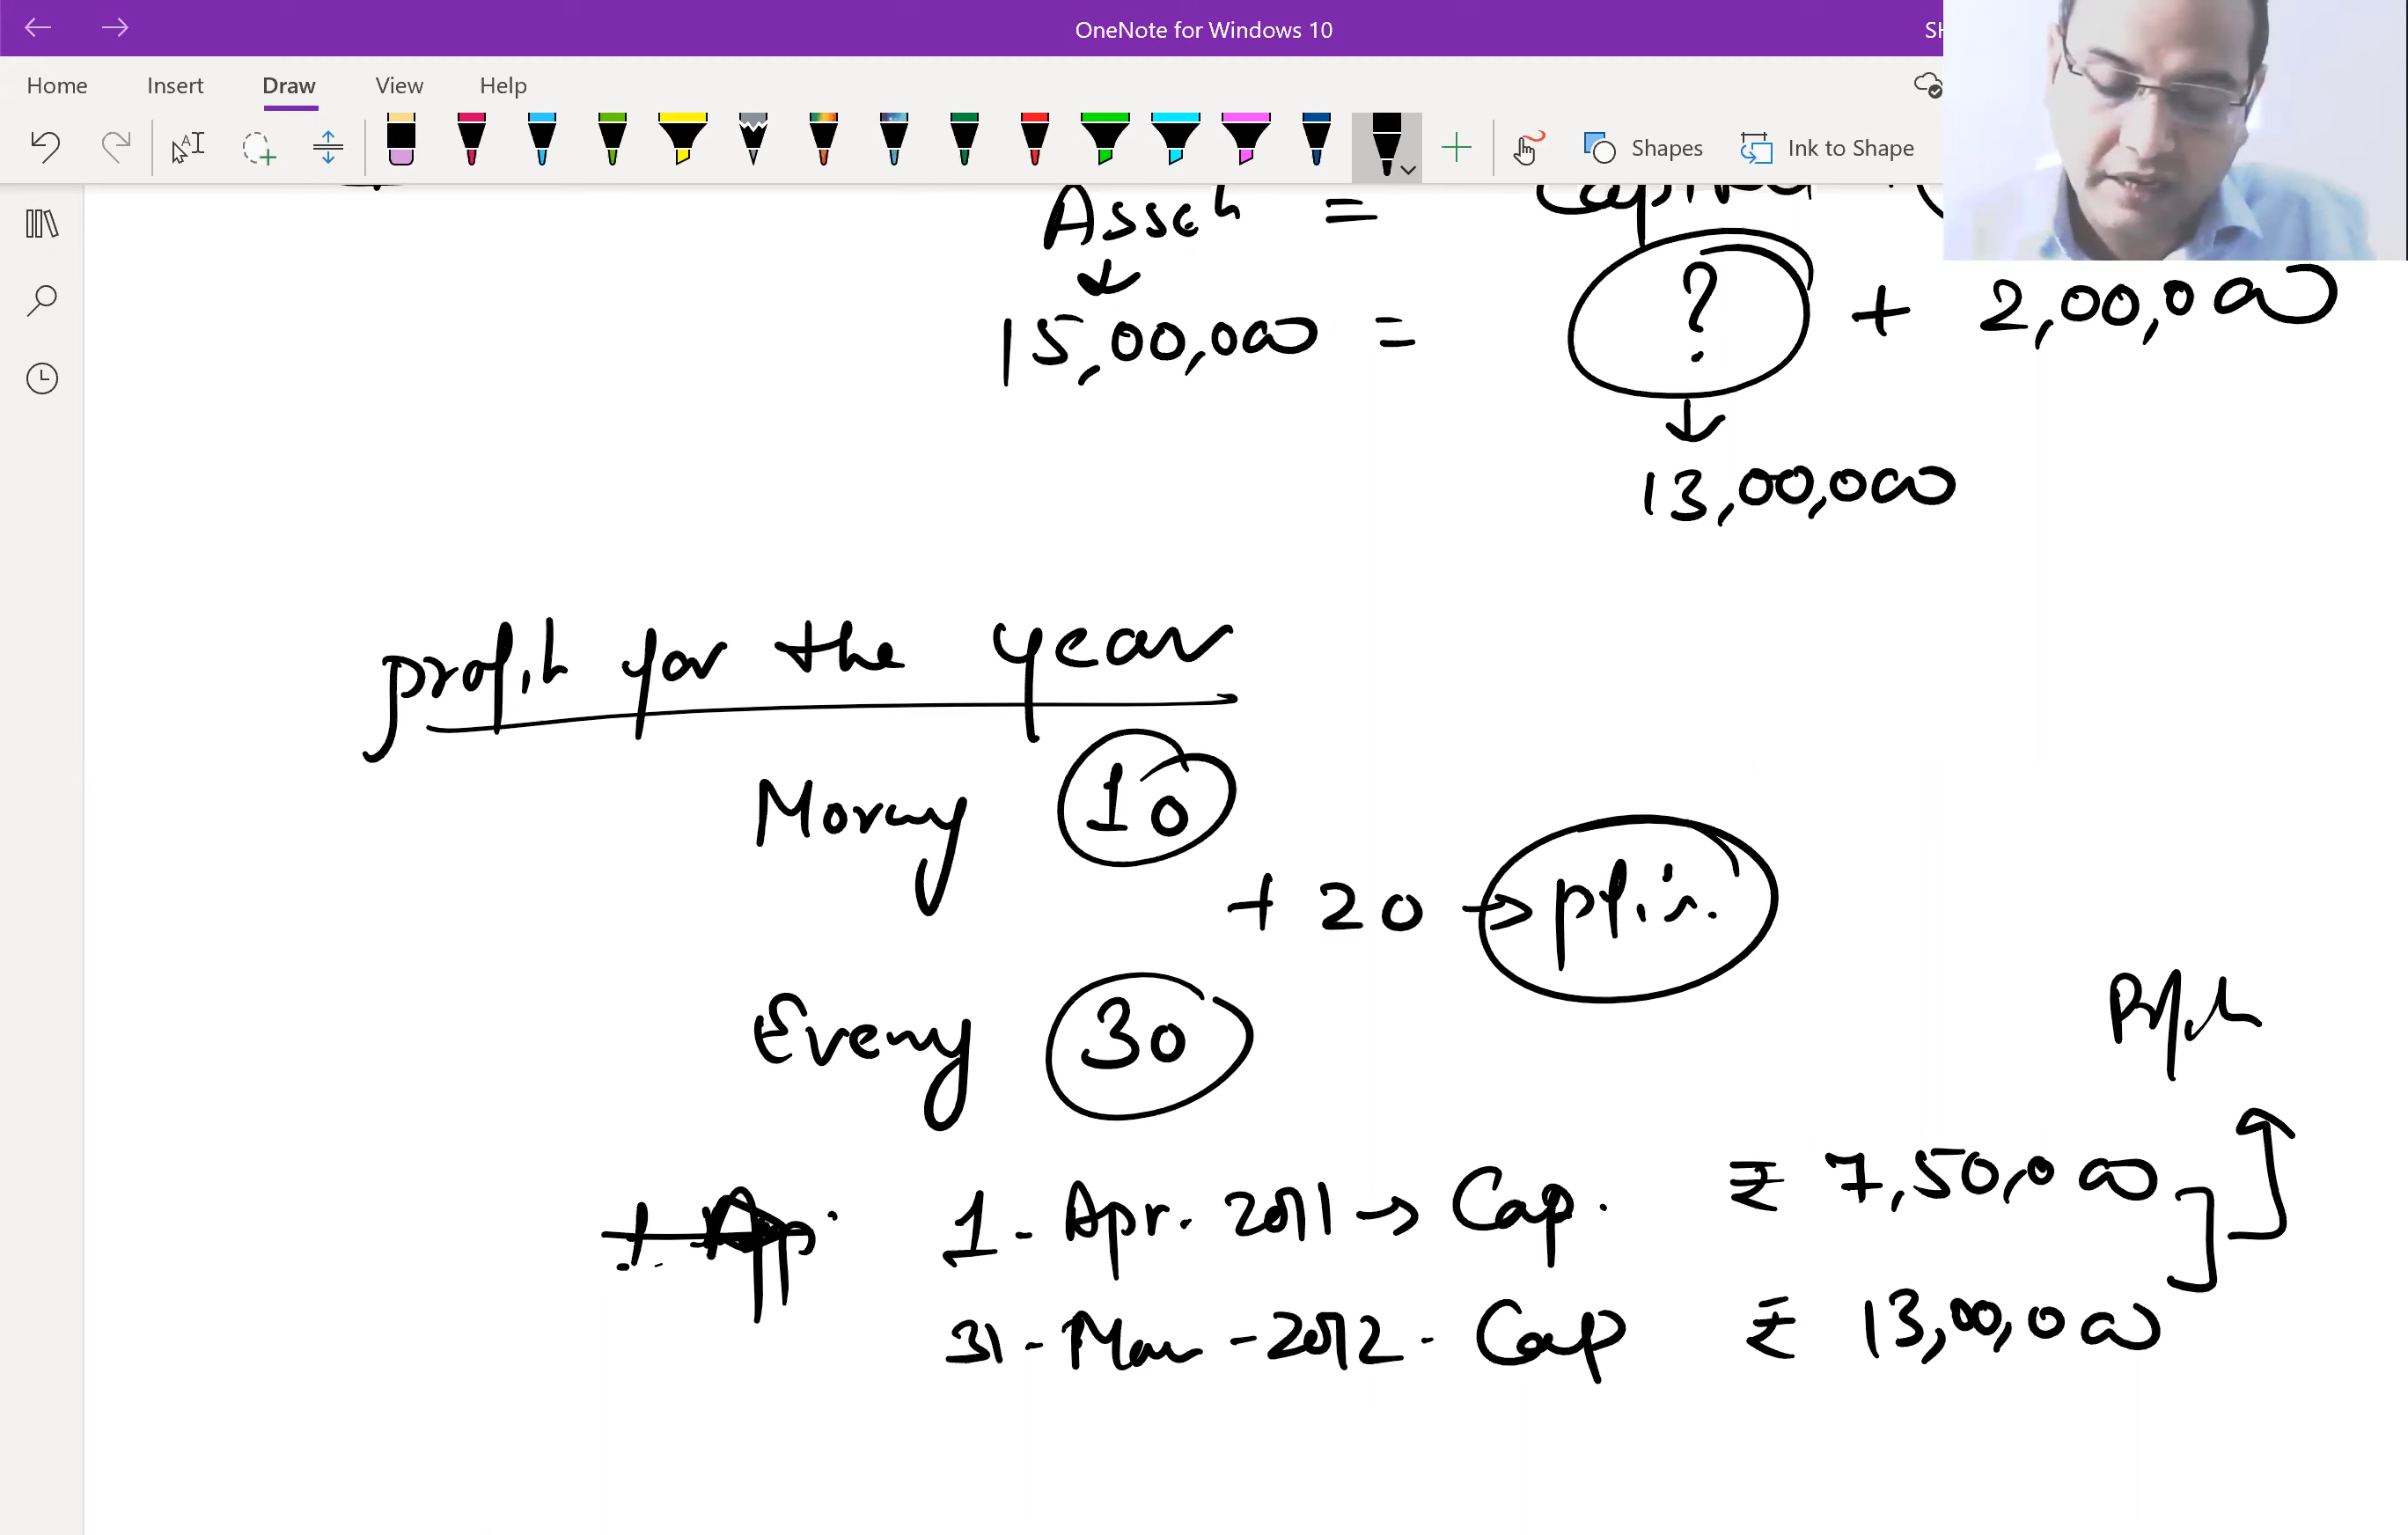 OneNote for Windows 10
Home Insert Draw View Help
Shapes Ink to Shape
Assets =
15,00,000 = ? + 2,00,000
13,00,000
profit for the year
Morning 10
+ 20 →
Evening 30
Profit
1 - Apr. 2011 → Cap. ₹ 7,50,000
31 - Mar - 2012 - Cap ₹ 13,00,000